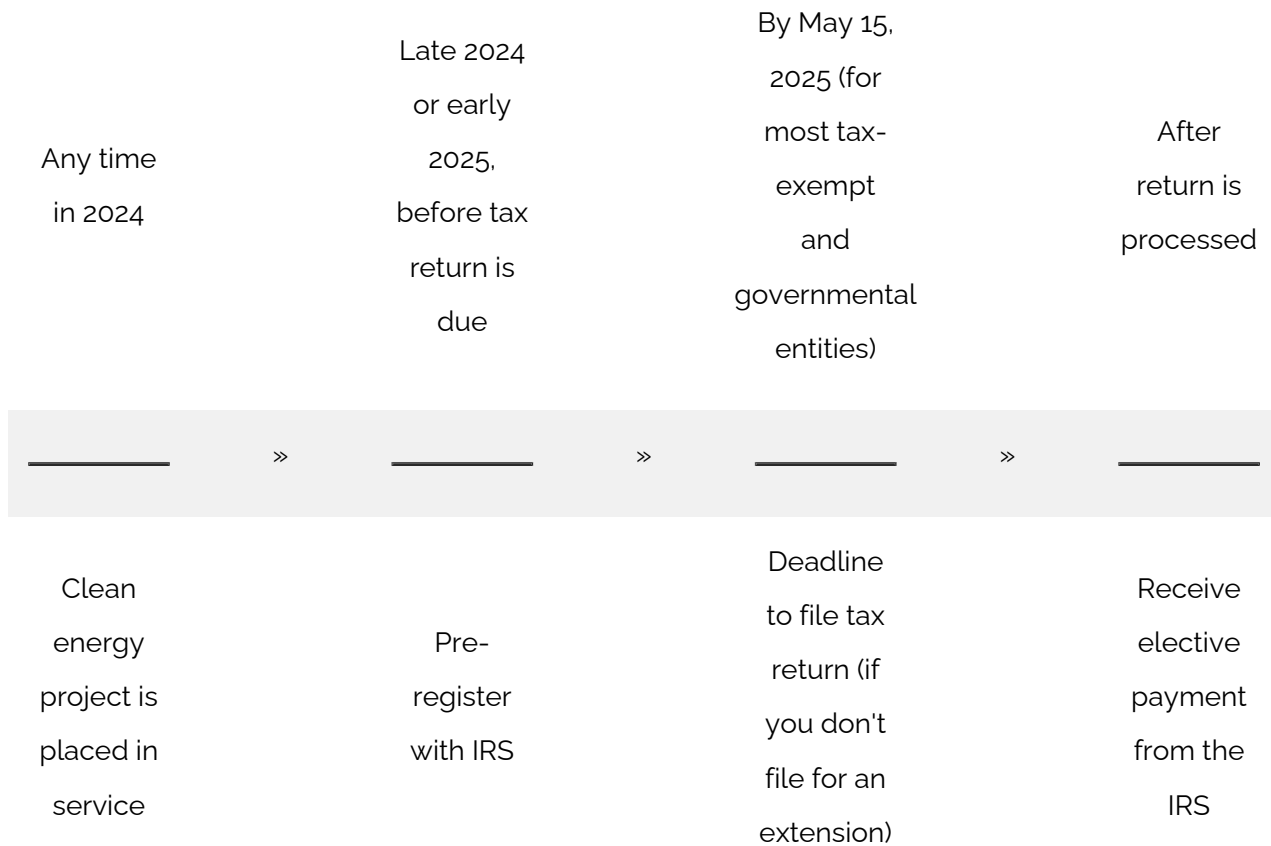 Any time
in 2024
Late 2024
or early
2025,
before tax
return is
due
By May 15,
2025 (for
most tax-
exempt
and
governmental
entities)
After
return is
processed
»
»
»
Clean
energy
project is
placed in
service
Pre-
register
with IRS
Deadline
to file tax
return (if
you don't
file for an
extension)
Receive
elective
payment
from the
IRS